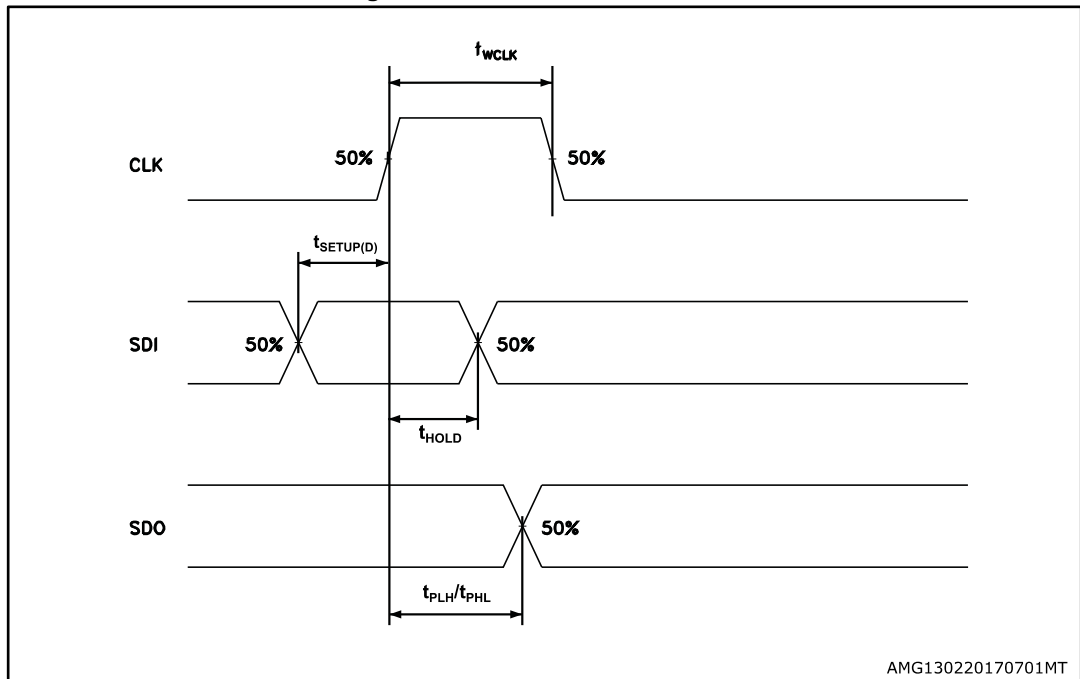 tWCLK
50%
50%
CLK
tSETUP(D)
50%
50%
SDI
tHOLD
SDO
50%
tPLH/tPHL
AMG130220170701MT